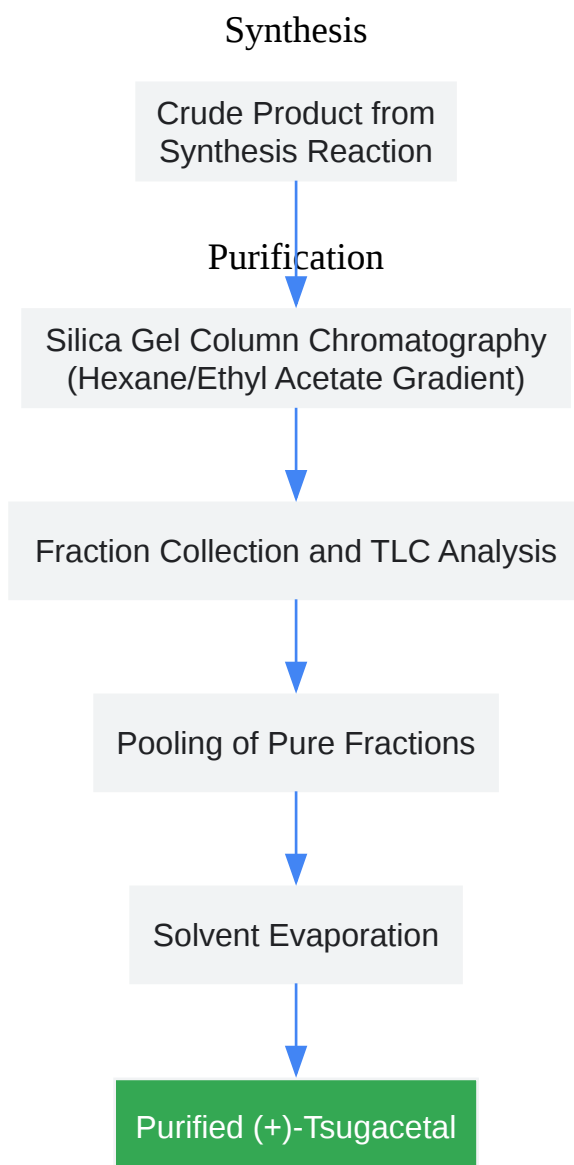 Synthesis
Crude Product from
Synthesis Reaction
Purification
Silica Gel Column Chromatography
(Hexane/Ethyl Acetate Gradient)
Fraction Collection and TLC Analysis
Pooling of Pure Fractions
Solvent Evaporation
Purified (+)-Tsugacetal